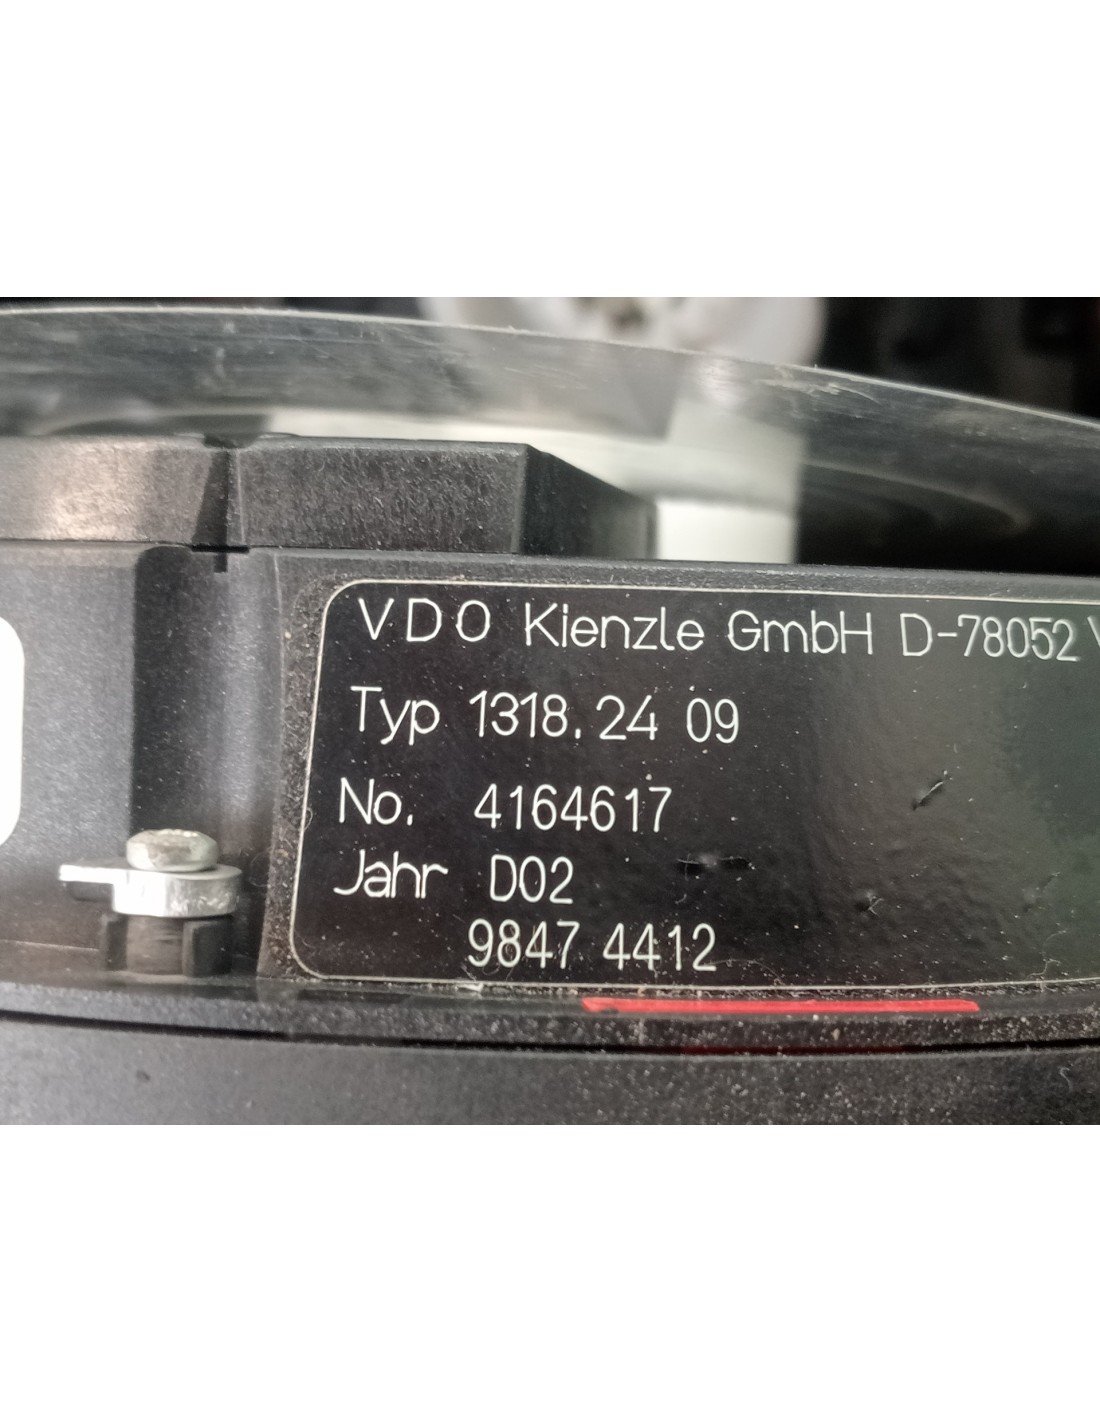 VDO Kienzle GmbH D-78052 V
Typ 1318.24 09
No. 4164617
Jahr D02
9847 4412